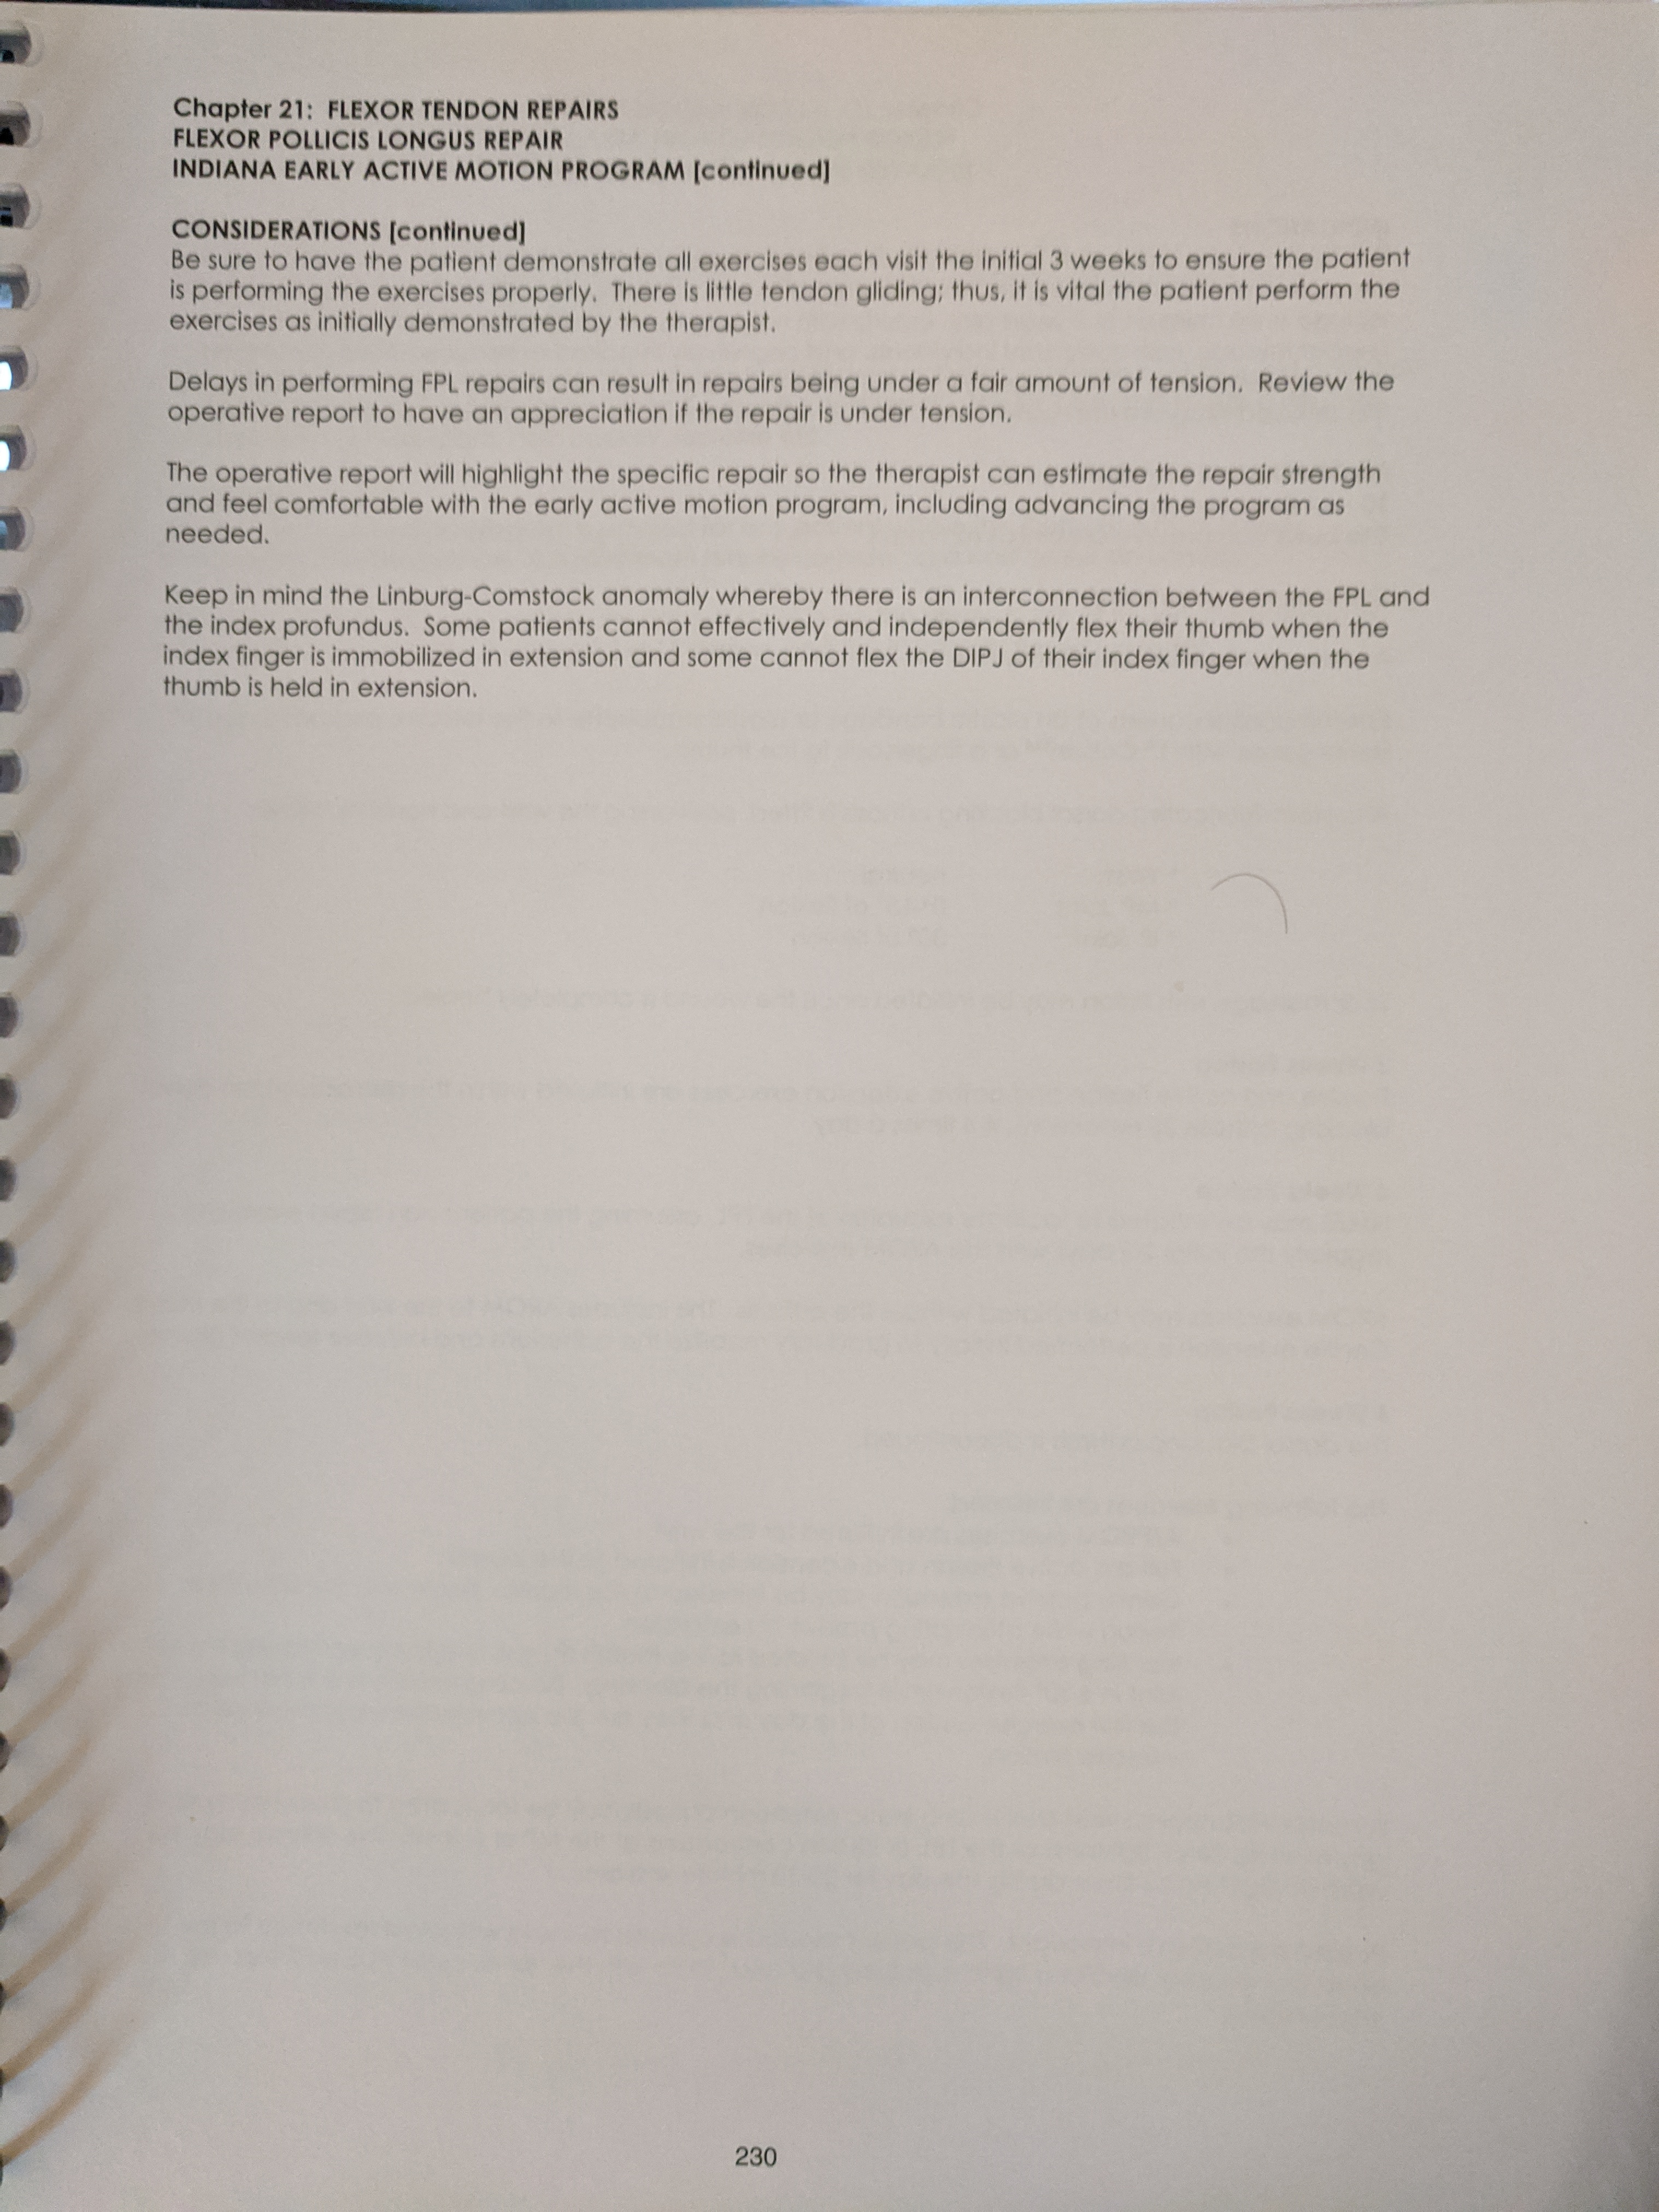 Chapter 21:  FLEXOR TENDON REPAIRS
FLEXOR POLLICIS LONGUS REPAIR
INDIANA EARLY ACTIVE MOTION PROGRAM [continued]
CONSIDERATIONS [continued]
Be sure to have the patient demonstrate all exercises each visit the initial 3 weeks to ensure the patient
is performing the exercises properly.  There is little tendon gliding; thus, it is vital the patient perform the
exercises as initially demonstrated by the therapist.
Delays in performing FPL repairs can result in repairs being under a fair amount of tension.  Review the
operative report to have an appreciation if the repair is under tension.
The operative report will highlight the specific repair so the therapist can estimate the repair strength
and feel comfortable with the early active motion program, including advancing the program as
needed.
Keep in mind the Linburg-Comstock anomaly whereby there is an interconnection between the FPL and
the index profundus.  Some patients cannot effectively and independently flex their thumb when the
index finger is immobilized in extension and some cannot flex the DIPJ of their index finger when the
thumb is held in extension.
230